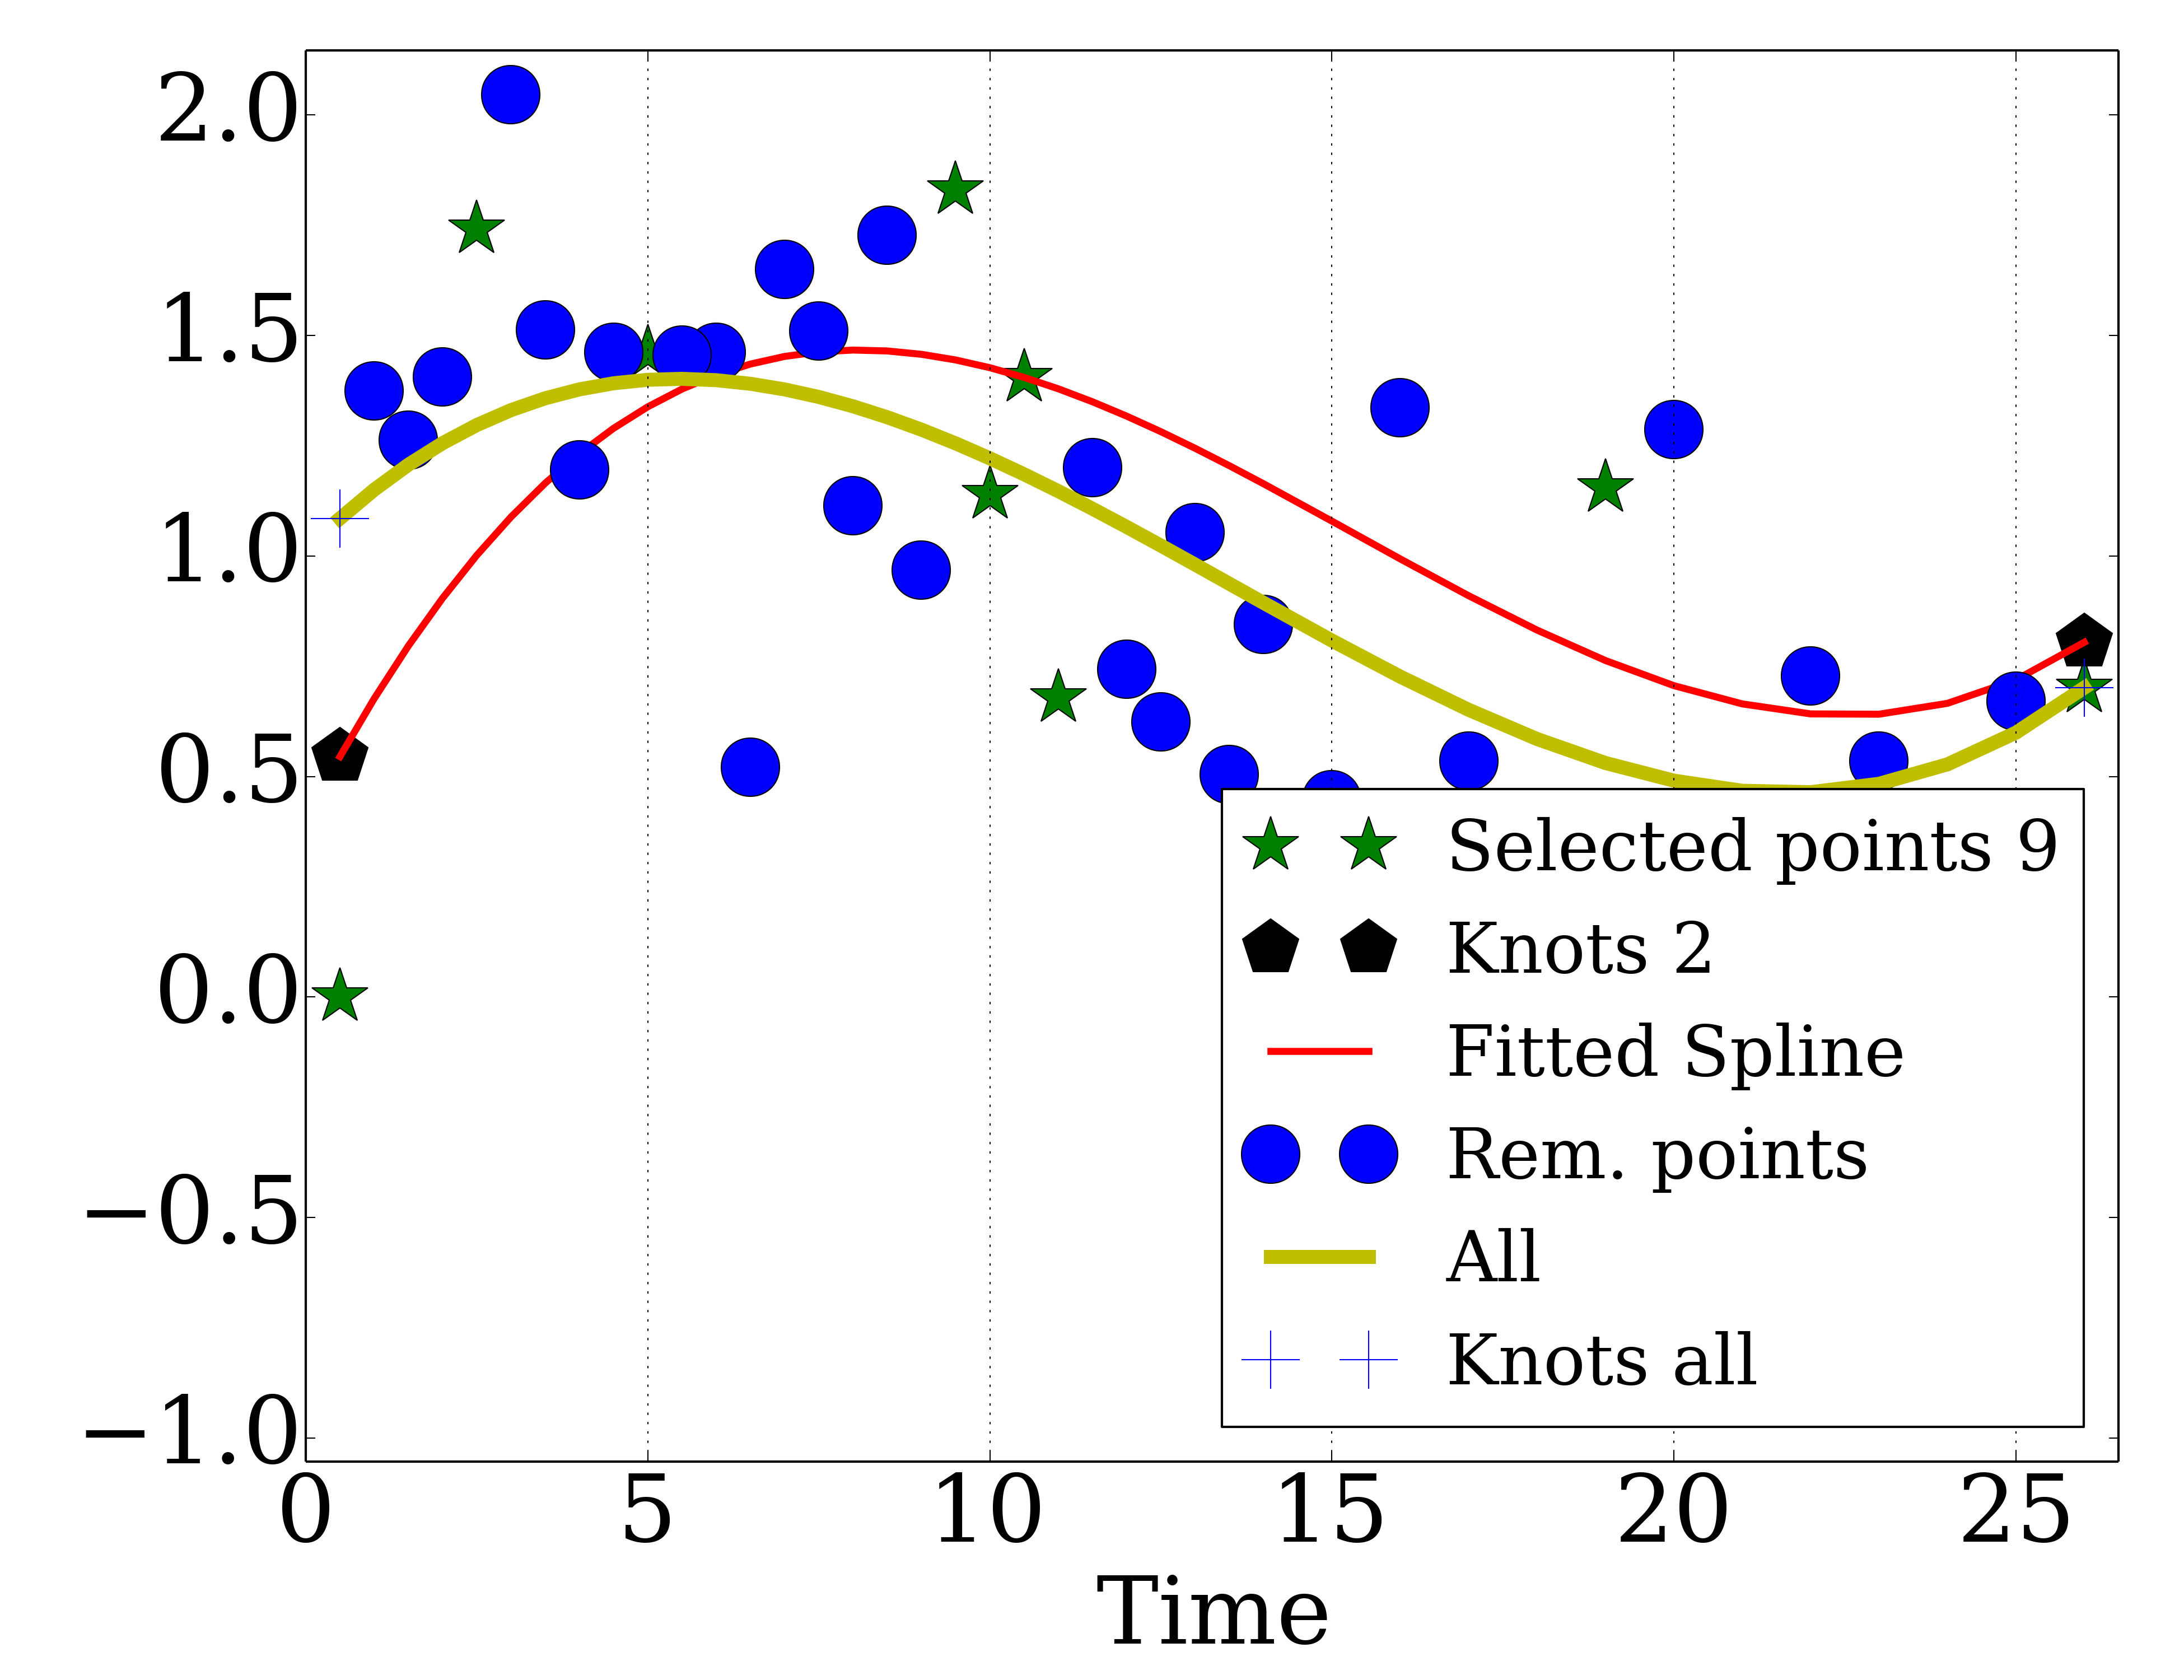 2.0
1.5
1.0
0.5
0.0
−0.5
−1.0
0 5 10 15 20 25
Time
Selected points 9
Knots 2
Fitted Spline
Rem. points
All
Knots all